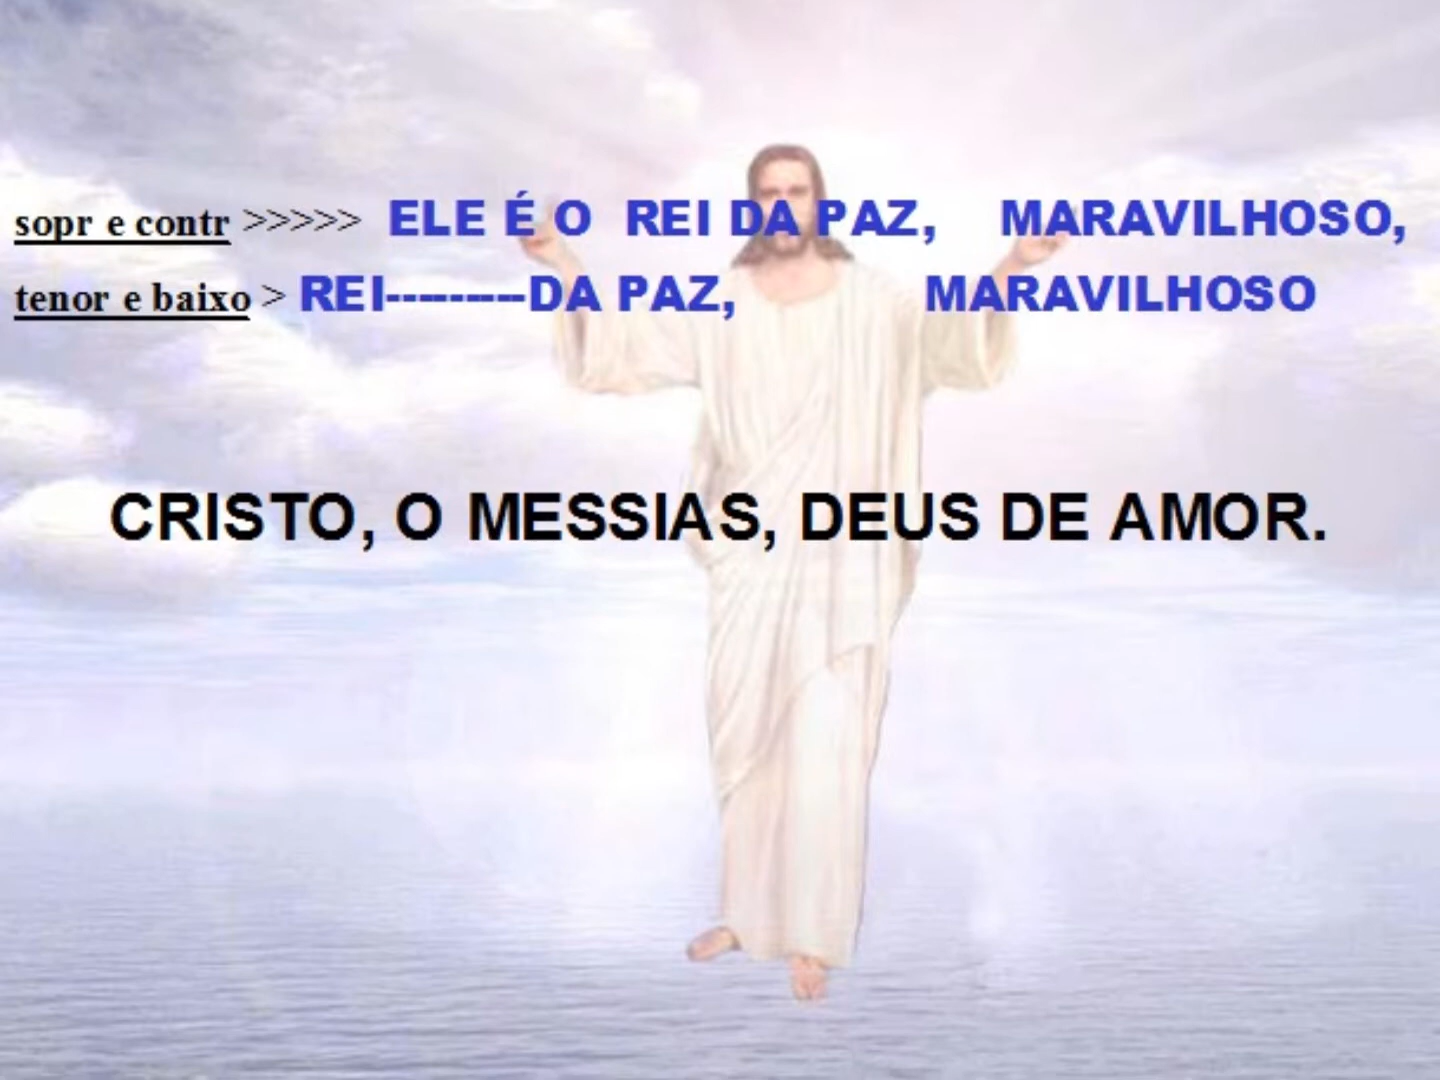 sopr e contr >>>>> ELE É O REI DA PAZ, MARAVILHOSO,
tenor e baixo > REI---------DA PAZ, MARAVILHOSO
CRISTO, O MESSIAS, DEUS DE AMOR.